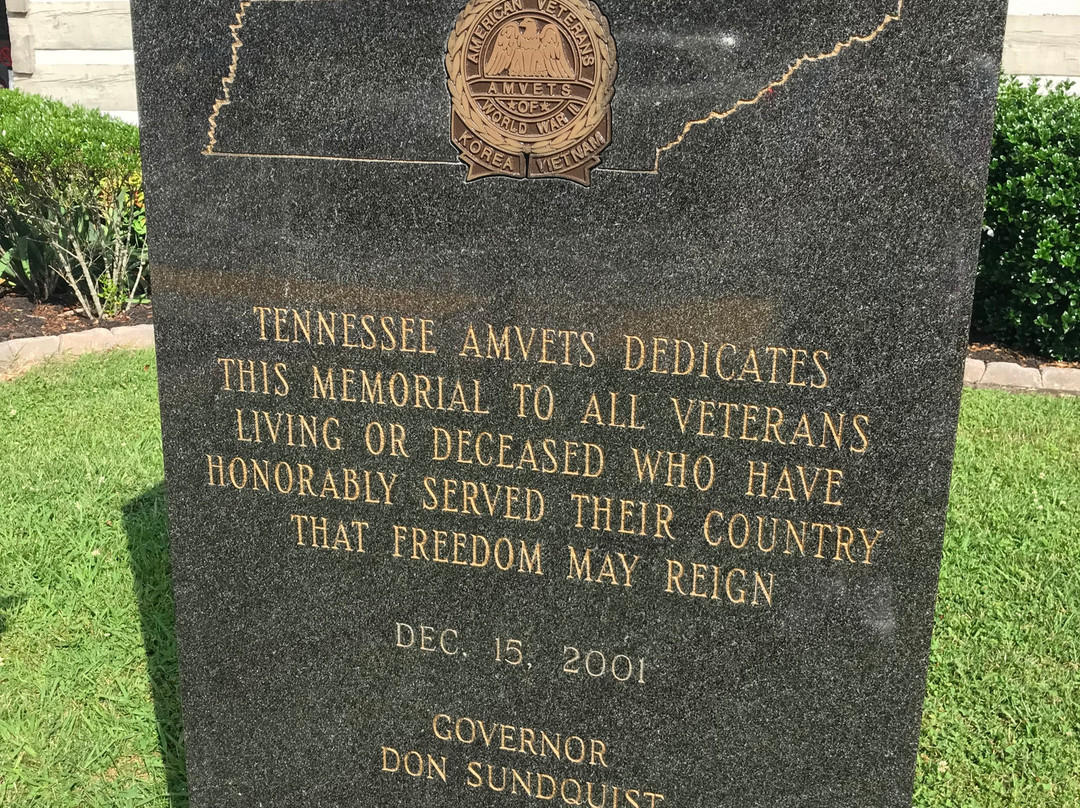 AMERICAN VETERANS
AMVETS
OF
WORLD WAR II
KOREA VIETNAM
TENNESSEE AMVETS DEDICATES
THIS MEMORIAL TO ALL VETERANS
LIVING OR DECEASED WHO HAVE
HONORABLY SERVED THEIR COUNTRY
THAT FREEDOM MAY REIGN
DEC. 15, 2001
GOVERNOR
DON SUNDQUIST